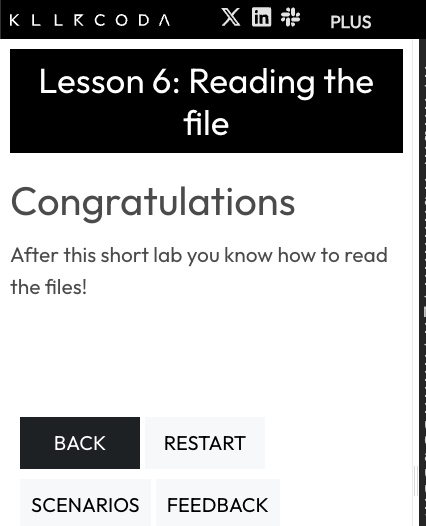 KLLRCODA
PLUS
Lesson 6: Reading the
file
Congratulations
After this short lab you know how to read
the files!
BACK
RESTART
SCENARIOS
FEEDBACK